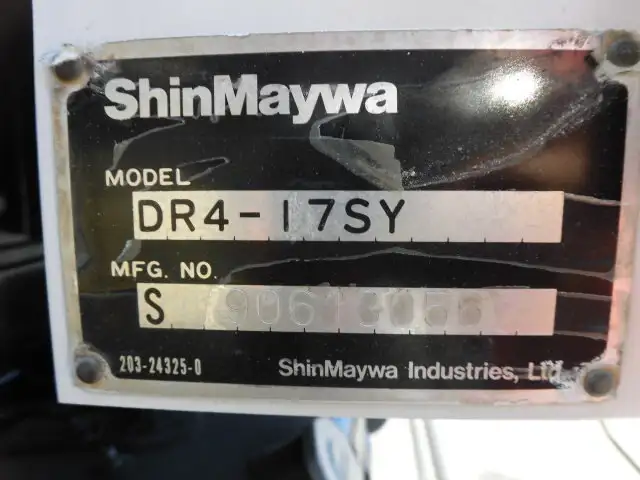 ShinMaywa
MODEL
DR4-17SY
MFG. NO.
S
203-24325-0
ShinMaywa Industries, Ltd.